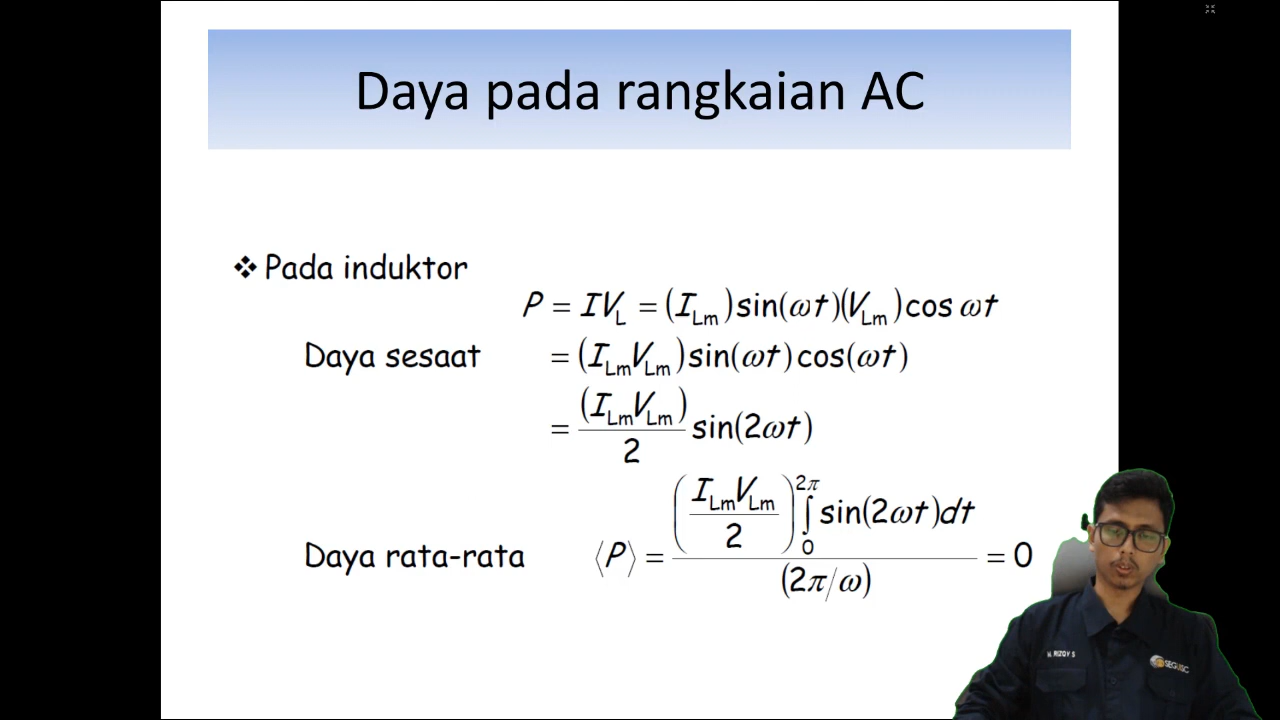 Daya pada rangkaian AC
❖ Pada induktor
P = IV_L = (I_Lm) sin(ωt)(V_Lm) cos ωt
Daya sesaat = (I_Lm V_Lm) sin(ωt) cos(ωt)
= (I_Lm V_Lm)/2 sin(2ωt)
Daya rata-rata ⟨P⟩ = ((I_Lm V_Lm / 2) ∫_0^2π sin(2ωt)dt) / (2π/ω) = 0
M. RIZQY S